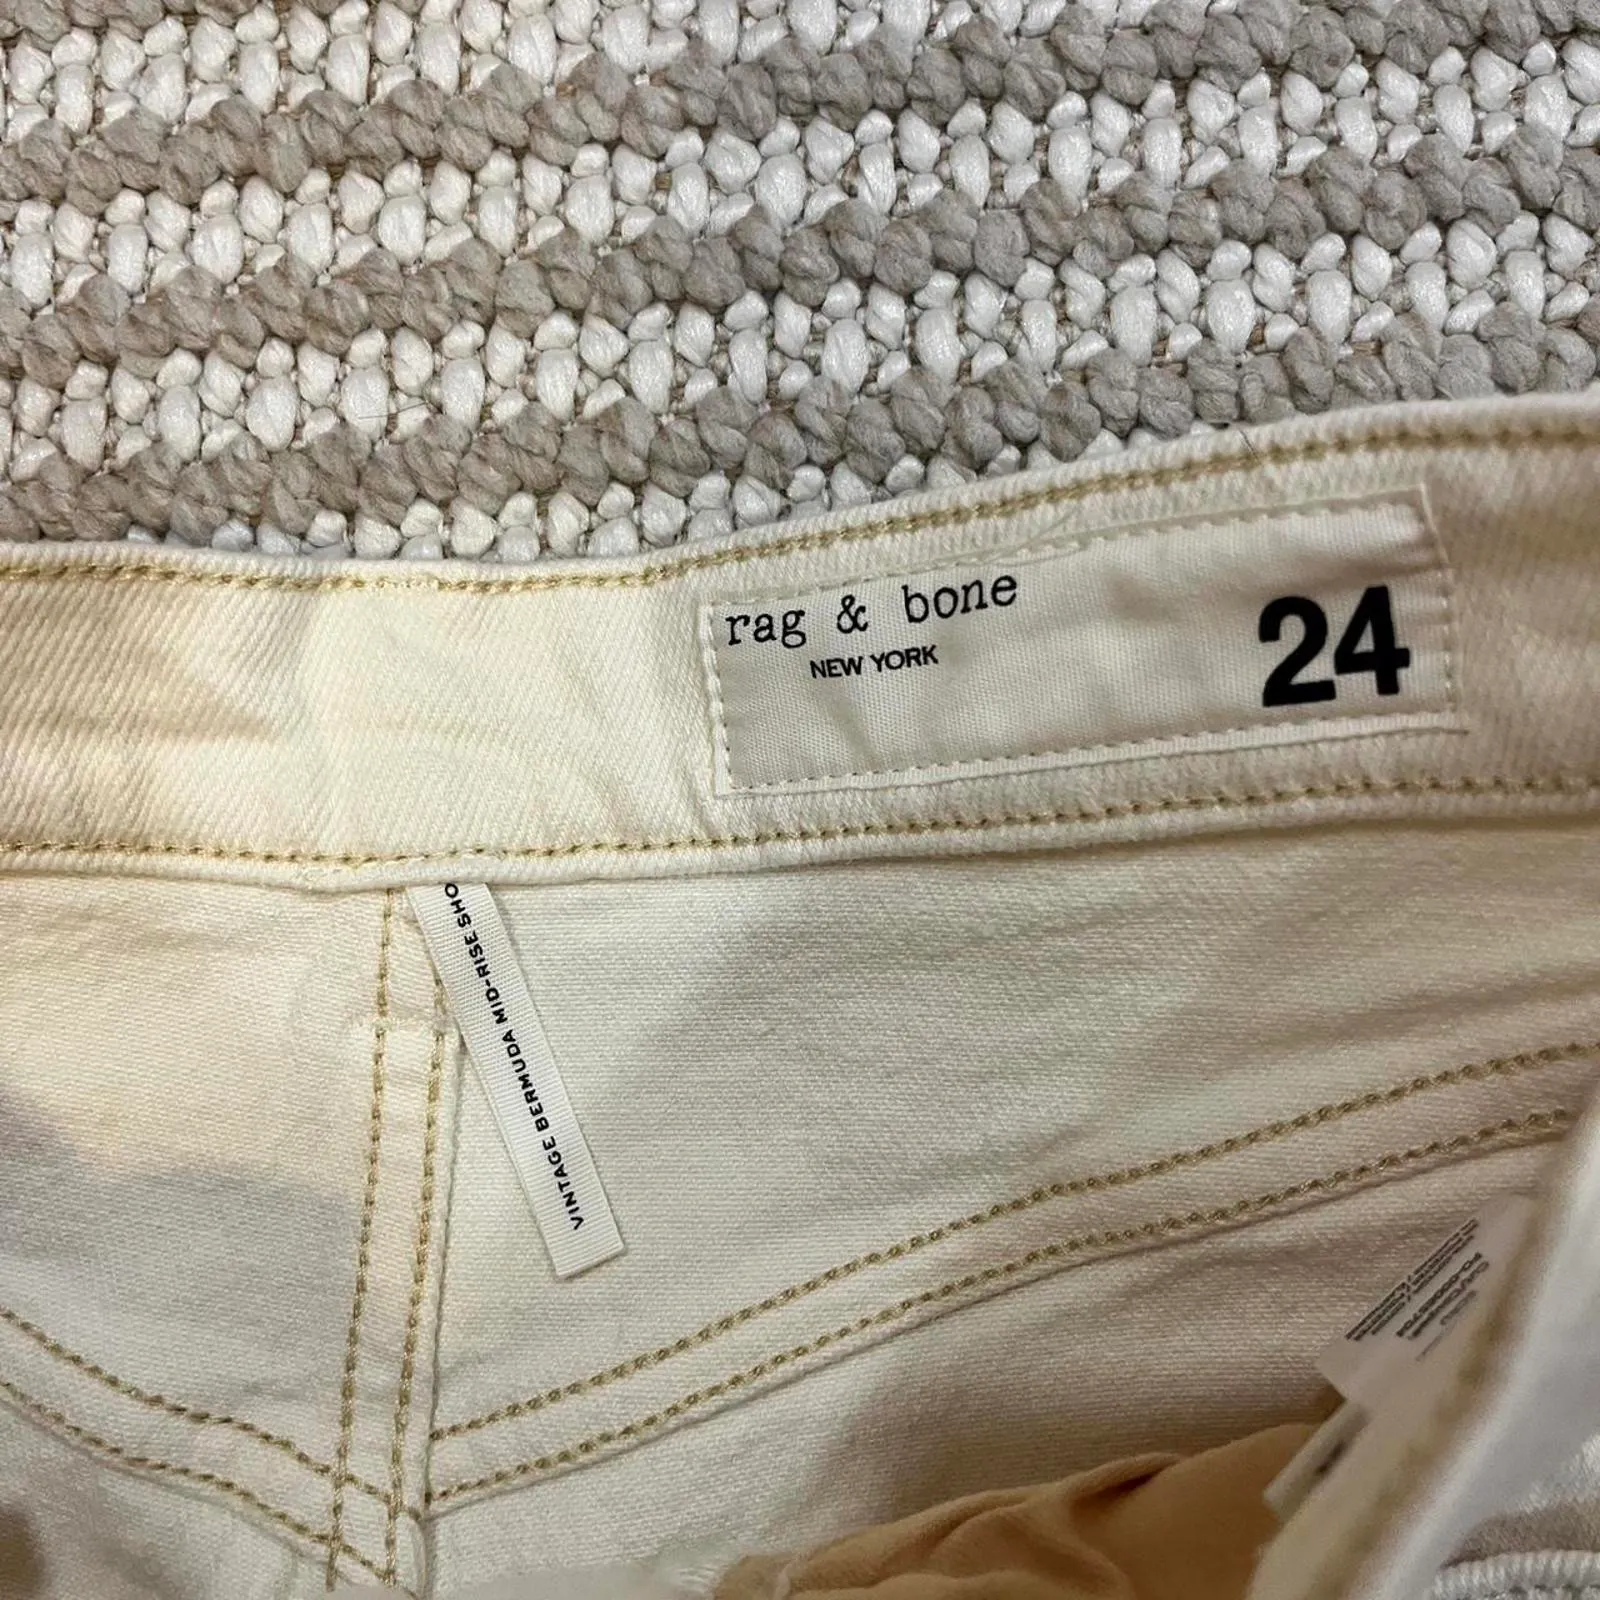 rag & bone
NEW YORK
24
VINTAGE BERMUDA MID-RISE SHO